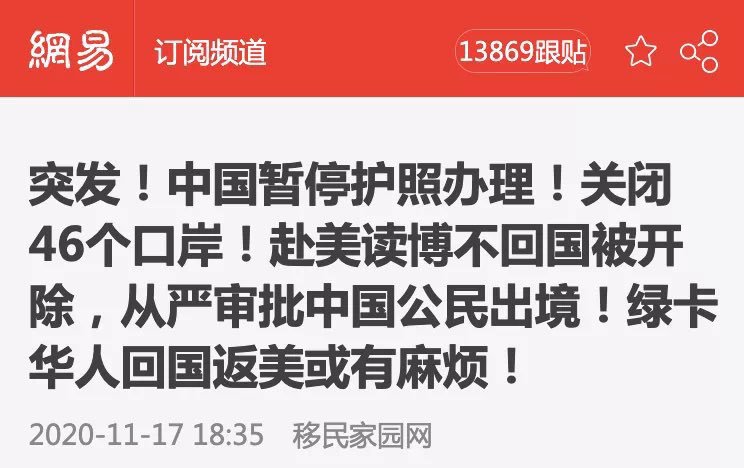 網易 订阅频道 13869跟贴
突发！中国暂停护照办理！关闭
46个口岸！赴美读博不回国被开
除，从严审批中国公民出境！绿卡
华人回国返美或有麻烦！
2020-11-17 18:35 移民家园网